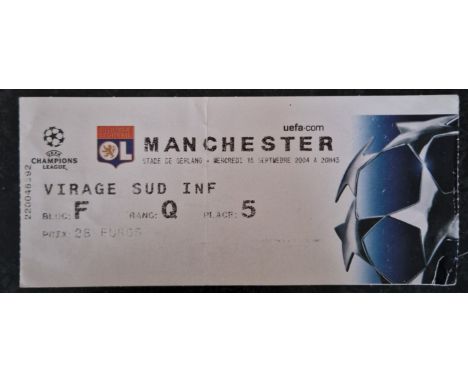 uefa.com
MANCHESTER
STADE DE GERLAND - MERCREDI 15 SEPTEMBRE 2004 A 20H45
UEFA
CHAMPIONS
LEAGUE
OL
VIRAGE SUD INF
BLOC: F RANG: Q PLACE: 5
PRIX: 28 EUROS